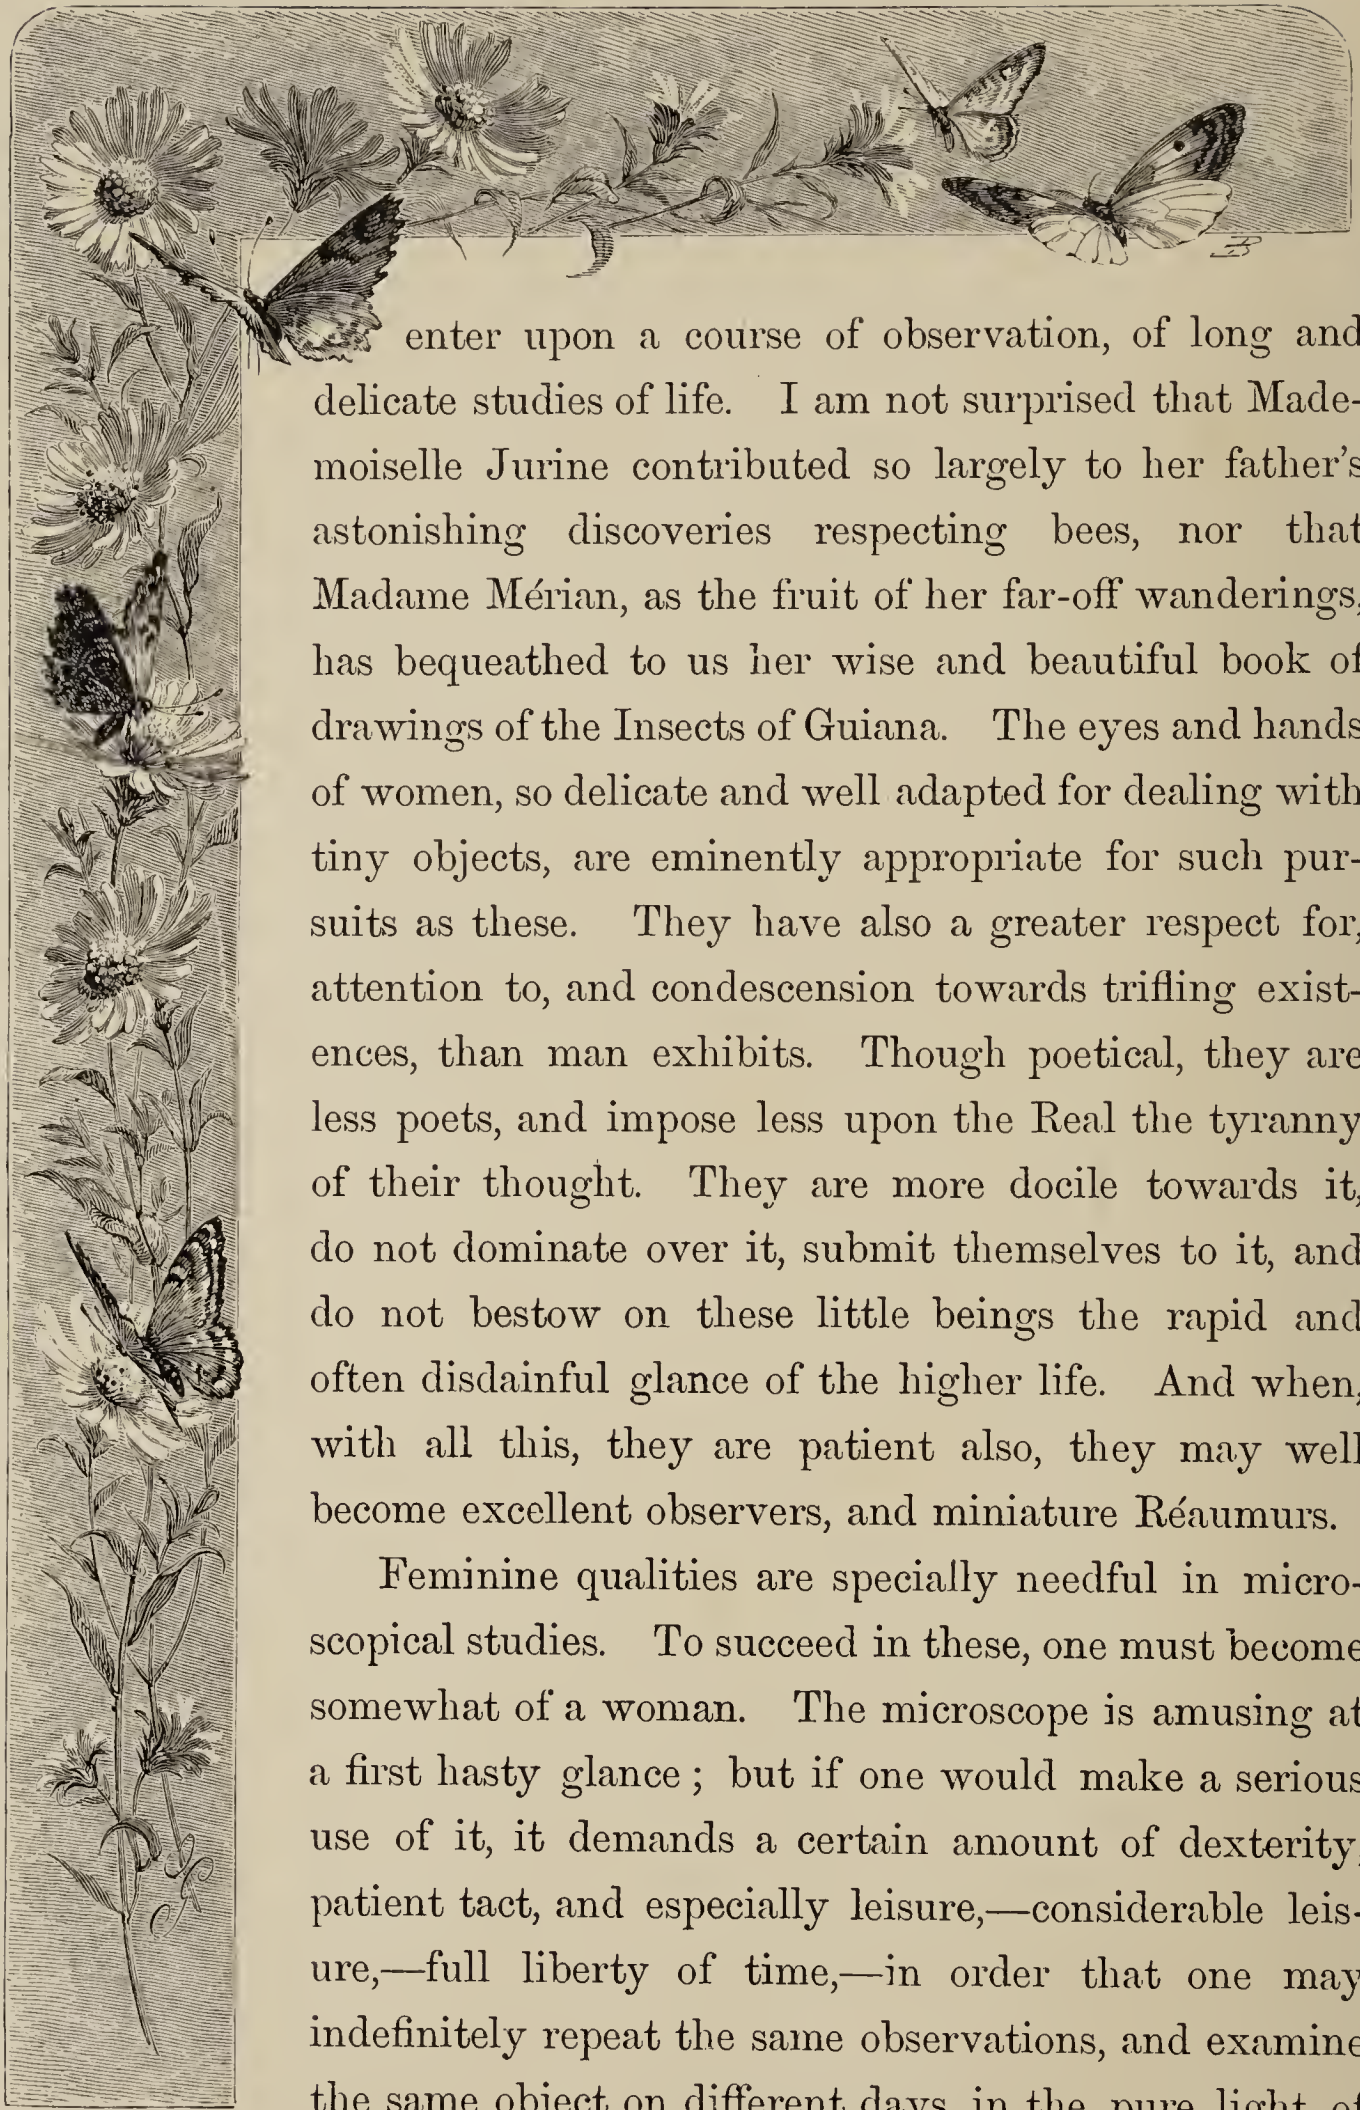 enter upon a course of observation, of long and
delicate studies of life. I am not surprised that Made-
moiselle Jurine contributed so largely to her father's
astonishing discoveries respecting bees, nor that
Madame Mérian, as the fruit of her far-off wanderings,
has bequeathed to us her wise and beautiful book of
drawings of the Insects of Guiana. The eyes and hands
of women, so delicate and well adapted for dealing with
tiny objects, are eminently appropriate for such pur-
suits as these. They have also a greater respect for,
attention to, and condescension towards trifling exist-
ences, than man exhibits. Though poetical, they are
less poets, and impose less upon the Real the tyranny
of their thought. They are more docile towards it,
do not dominate over it, submit themselves to it, and
do not bestow on these little beings the rapid and
often disdainful glance of the higher life. And when,
with all this, they are patient also, they may well
become excellent observers, and miniature Réaumurs.
Feminine qualities are specially needful in micro-
scopical studies. To succeed in these, one must become
somewhat of a woman. The microscope is amusing at
a first hasty glance; but if one would make a serious
use of it, it demands a certain amount of dexterity,
patient tact, and especially leisure,—considerable leis-
ure,—full liberty of time,—in order that one may
indefinitely repeat the same observations, and examine
the same object on different days, in the pure light of